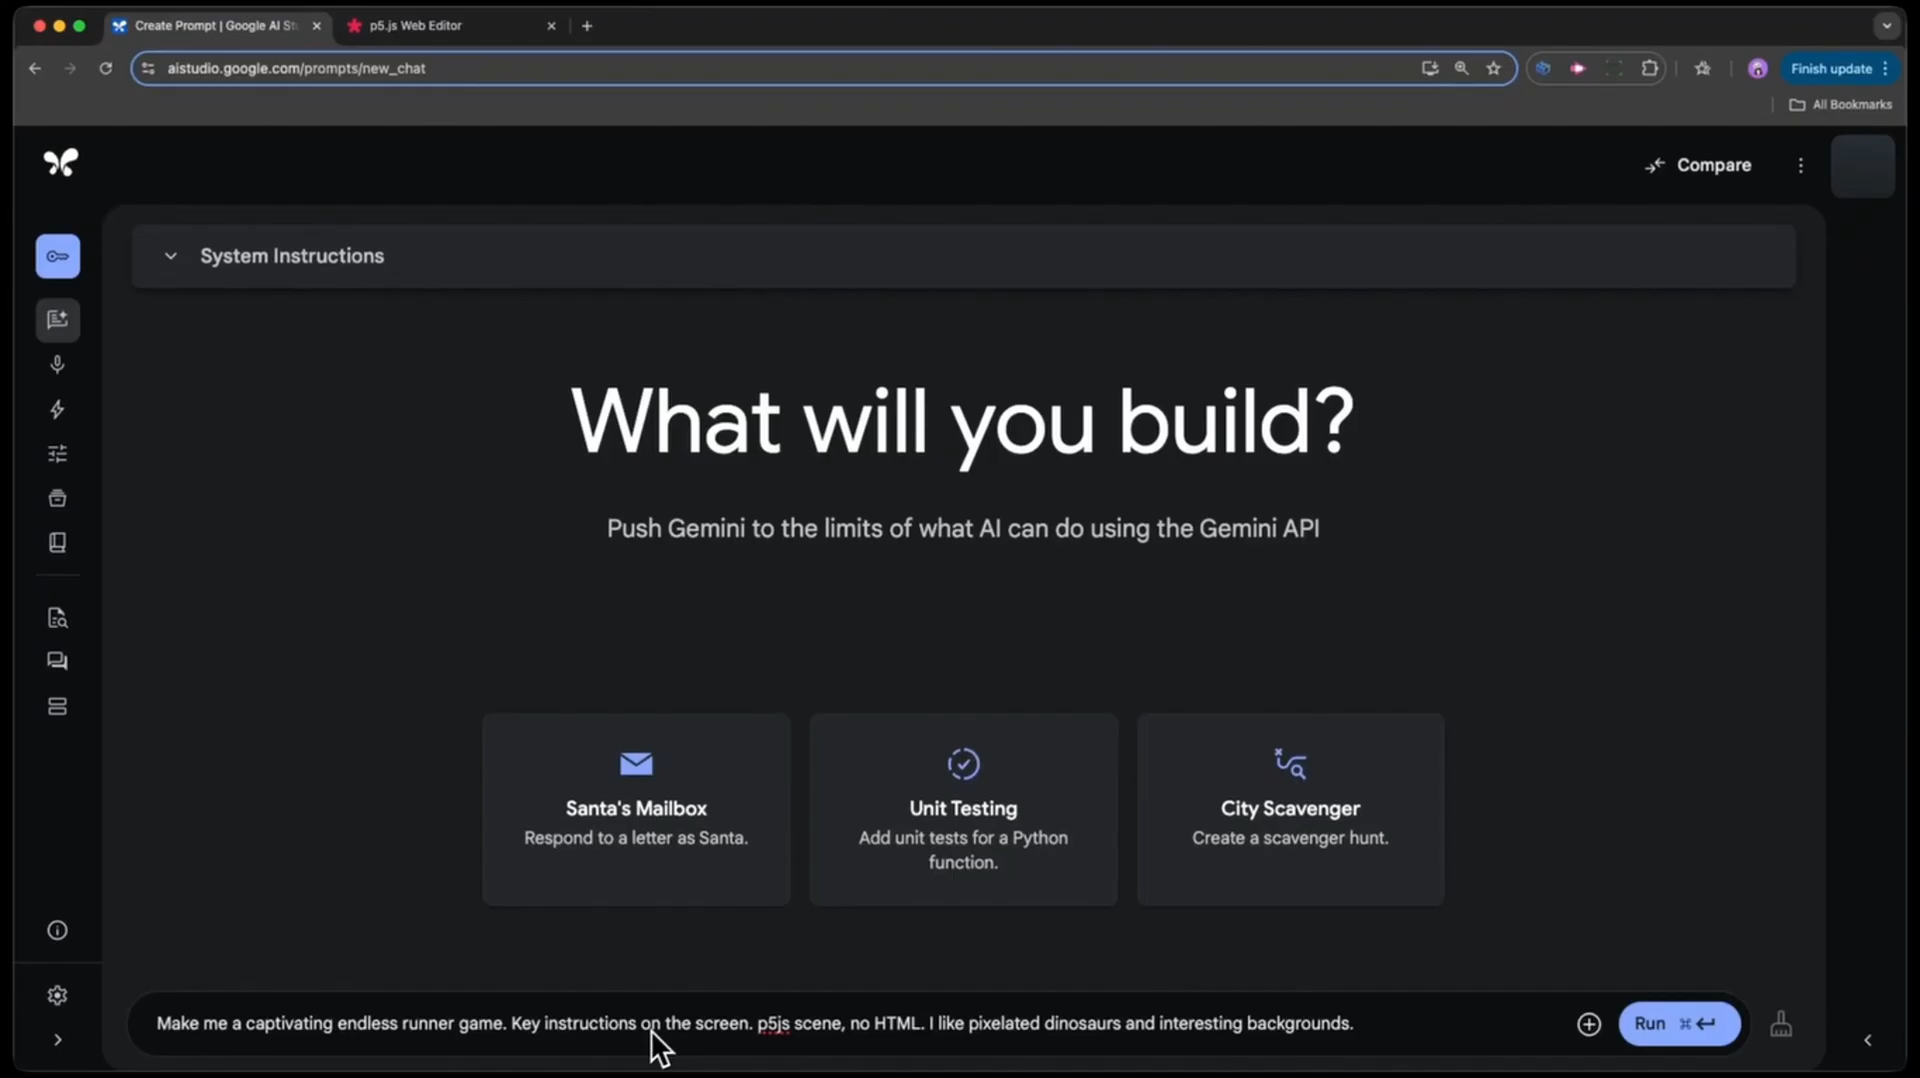 Create Prompt | Google AI Stu
p5.js Web Editor
aistudio.google.com/prompts/new_chat
Finish update
All Bookmarks
Compare
System Instructions
What will you build?
Push Gemini to the limits of what AI can do using the Gemini API
Santa's Mailbox
Respond to a letter as Santa.
Unit Testing
Add unit tests for a Python
function.
City Scavenger
Create a scavenger hunt.
Make me a captivating endless runner game. Key instructions on the screen. p5js scene, no HTML. I like pixelated dinosaurs and interesting backgrounds.
Run ⌘↵